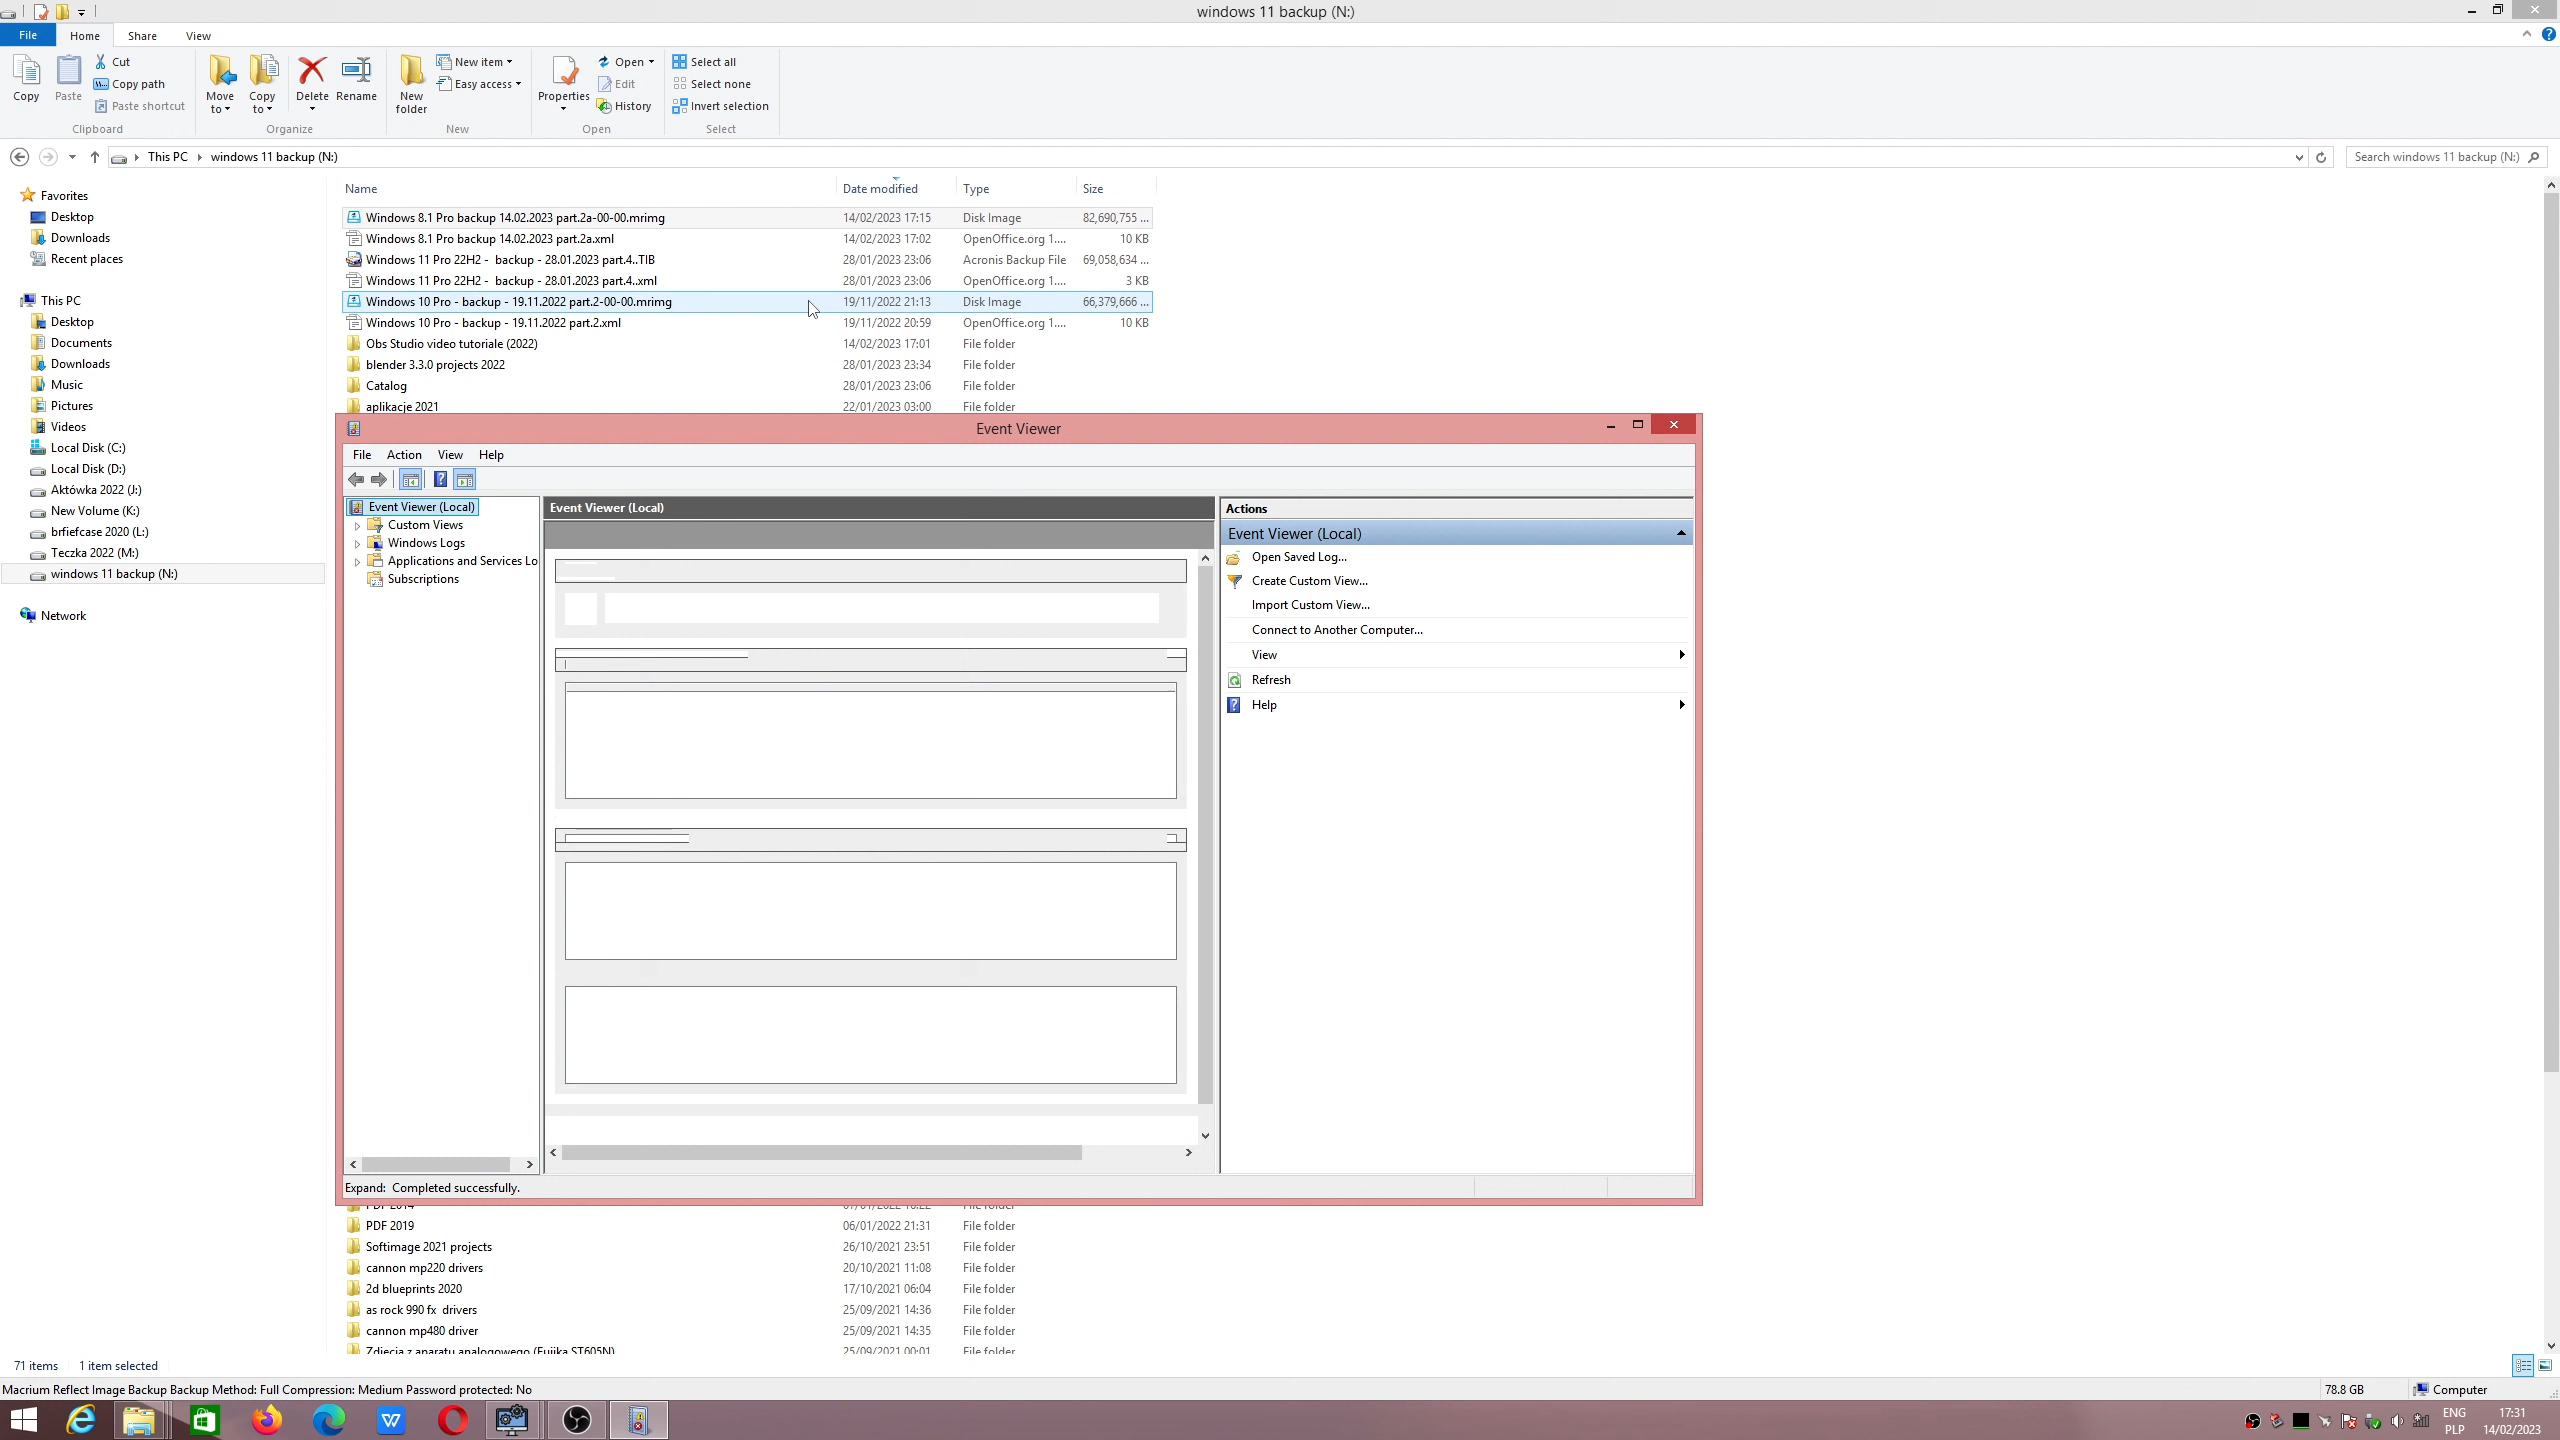 windows 11 backup (N:)
File Home Share View
Copy Paste Cut Copy path Paste shortcut
Clipboard
Move to Copy to Delete Rename
Organize
New folder New item Easy access
New
Properties Open Edit History
Open
Select all Select none Invert selection
Select
This PC windows 11 backup (N:)
Search windows 11 backup (N:)
Favorites
Desktop
Downloads
Recent places
This PC
Desktop
Documents
Downloads
Music
Pictures
Videos
Local Disk (C:)
Local Disk (D:)
Aktówka 2022 (J:)
New Volume (K:)
brfiefcase 2020 (L:)
Teczka 2022 (M:)
windows 11 backup (N:)
Network
Name Date modified Type Size
Windows 8.1 Pro backup 14.02.2023 part.2a-00-00.mrimg 14/02/2023 17:15 Disk Image 82,690,755 ...
Windows 8.1 Pro backup 14.02.2023 part.2a.xml 14/02/2023 17:02 OpenOffice.org 1.... 10 KB
Windows 11 Pro 22H2 - backup - 28.01.2023 part.4..TIB 28/01/2023 23:06 Acronis Backup File 69,058,634 ...
Windows 11 Pro 22H2 - backup - 28.01.2023 part.4..xml 28/01/2023 23:06 OpenOffice.org 1.... 3 KB
Windows 10 Pro - backup - 19.11.2022 part.2-00-00.mrimg 19/11/2022 21:13 Disk Image 66,379,666 ...
Windows 10 Pro - backup - 19.11.2022 part.2.xml 19/11/2022 20:59 OpenOffice.org 1.... 10 KB
Obs Studio video tutoriale (2022) 14/02/2023 17:01 File folder
blender 3.3.0 projects 2022 28/01/2023 23:34 File folder
Catalog 28/01/2023 23:06 File folder
aplikacje 2021 22/01/2023 03:00 File folder
Event Viewer
File Action View Help
Event Viewer (Local)
Custom Views
Windows Logs
Applications and Services Lo
Subscriptions
Event Viewer (Local)
Actions
Event Viewer (Local)
Open Saved Log...
Create Custom View...
Import Custom View...
Connect to Another Computer...
View
Refresh
Help
Expand: Completed successfully.
PDF 2014 File folder
PDF 2019 06/01/2022 21:31 File folder
Softimage 2021 projects 26/10/2021 23:51 File folder
cannon mp220 drivers 20/10/2021 11:08 File folder
2d blueprints 2020 17/10/2021 06:04 File folder
as rock 990 fx drivers 25/09/2021 14:36 File folder
cannon mp480 driver 25/09/2021 14:35 File folder
Zdjecia z aparatu analogowego (Fujika ST605N) 25/09/2021 00:01 File folder
71 items 1 item selected
Macrium Reflect Image Backup Backup Method: Full Compression: Medium Password protected: No 78.8 GB Computer
ENG 17:31
PLP 14/02/2023